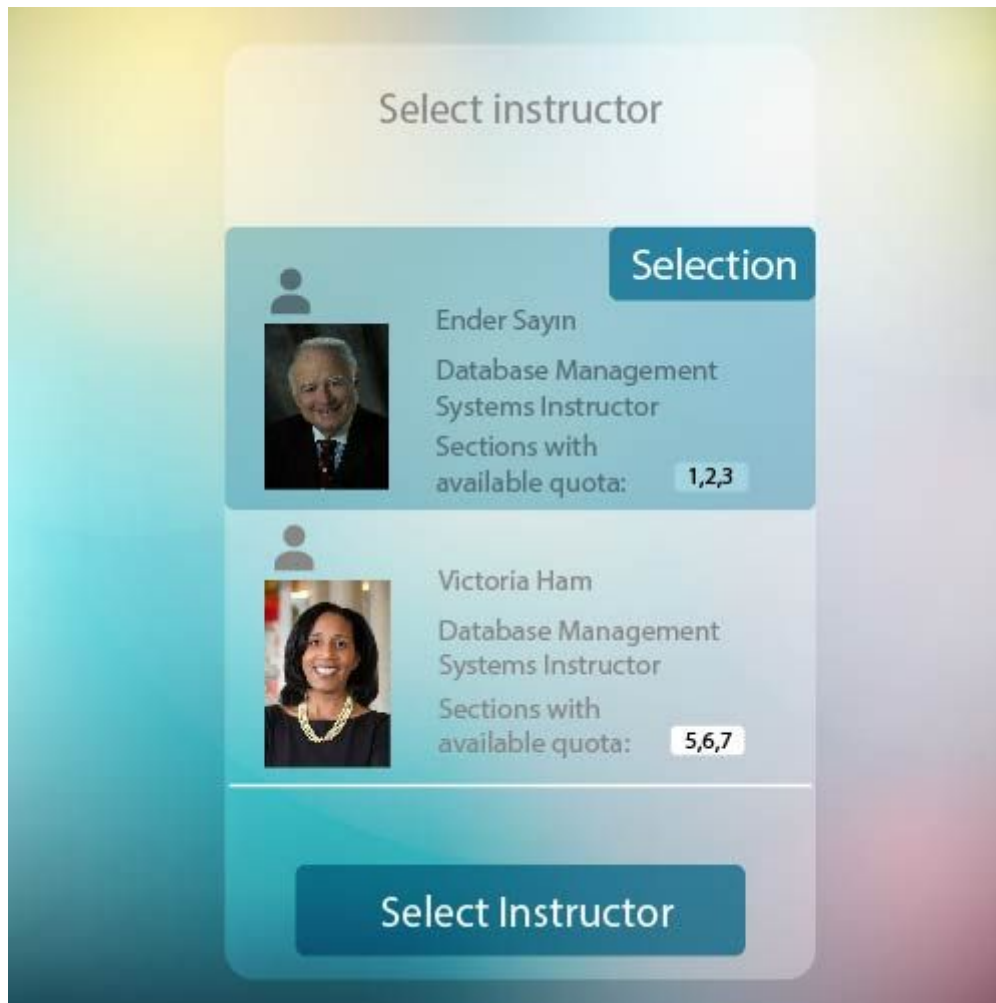 Select instructor
Selection
Ender Sayın
Database Management
Systems Instructor
Sections with
available quota: 1,2,3
Victoria Ham
Database Management
Systems Instructor
Sections with
available quota: 5,6,7
Select Instructor